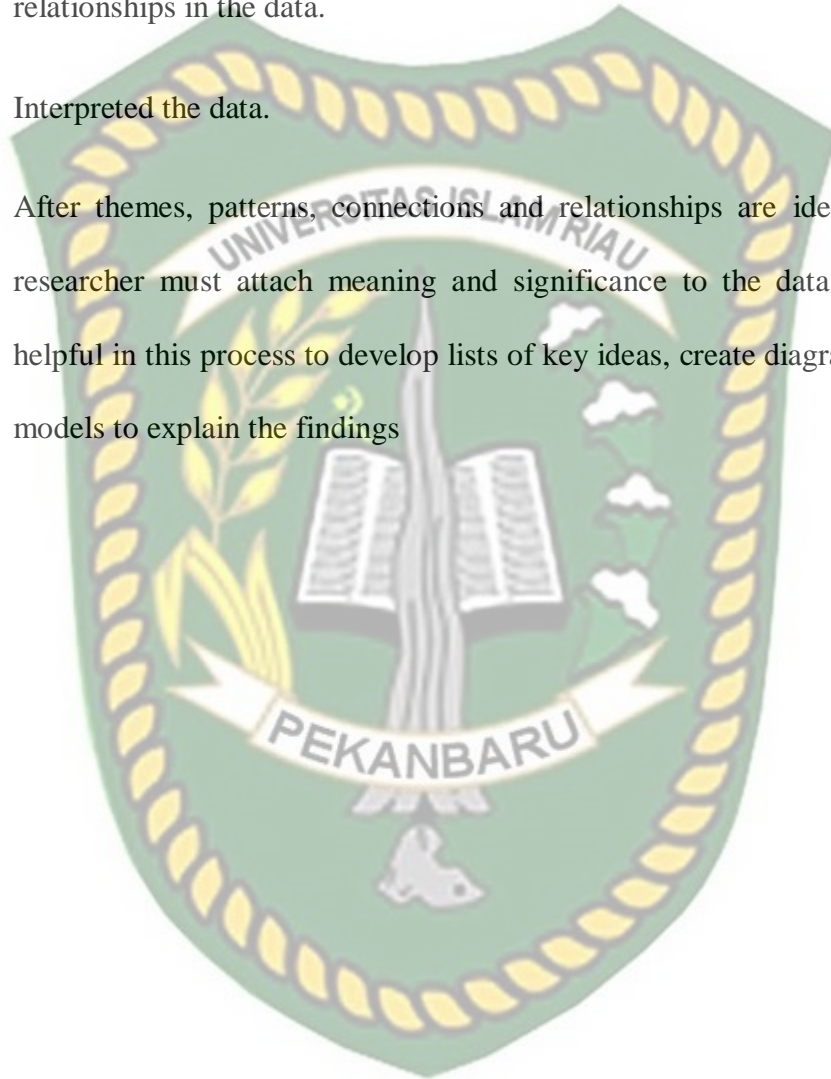 relationships in the data.
Interpreted the data.
After themes, patterns, connections and relationships are ide
UNIVERSITAS ISLAM RIAU
researcher must attach meaning and significance to the data
helpful in this process to develop lists of key ideas, create diagra
models to explain the findings
PEKANBARU